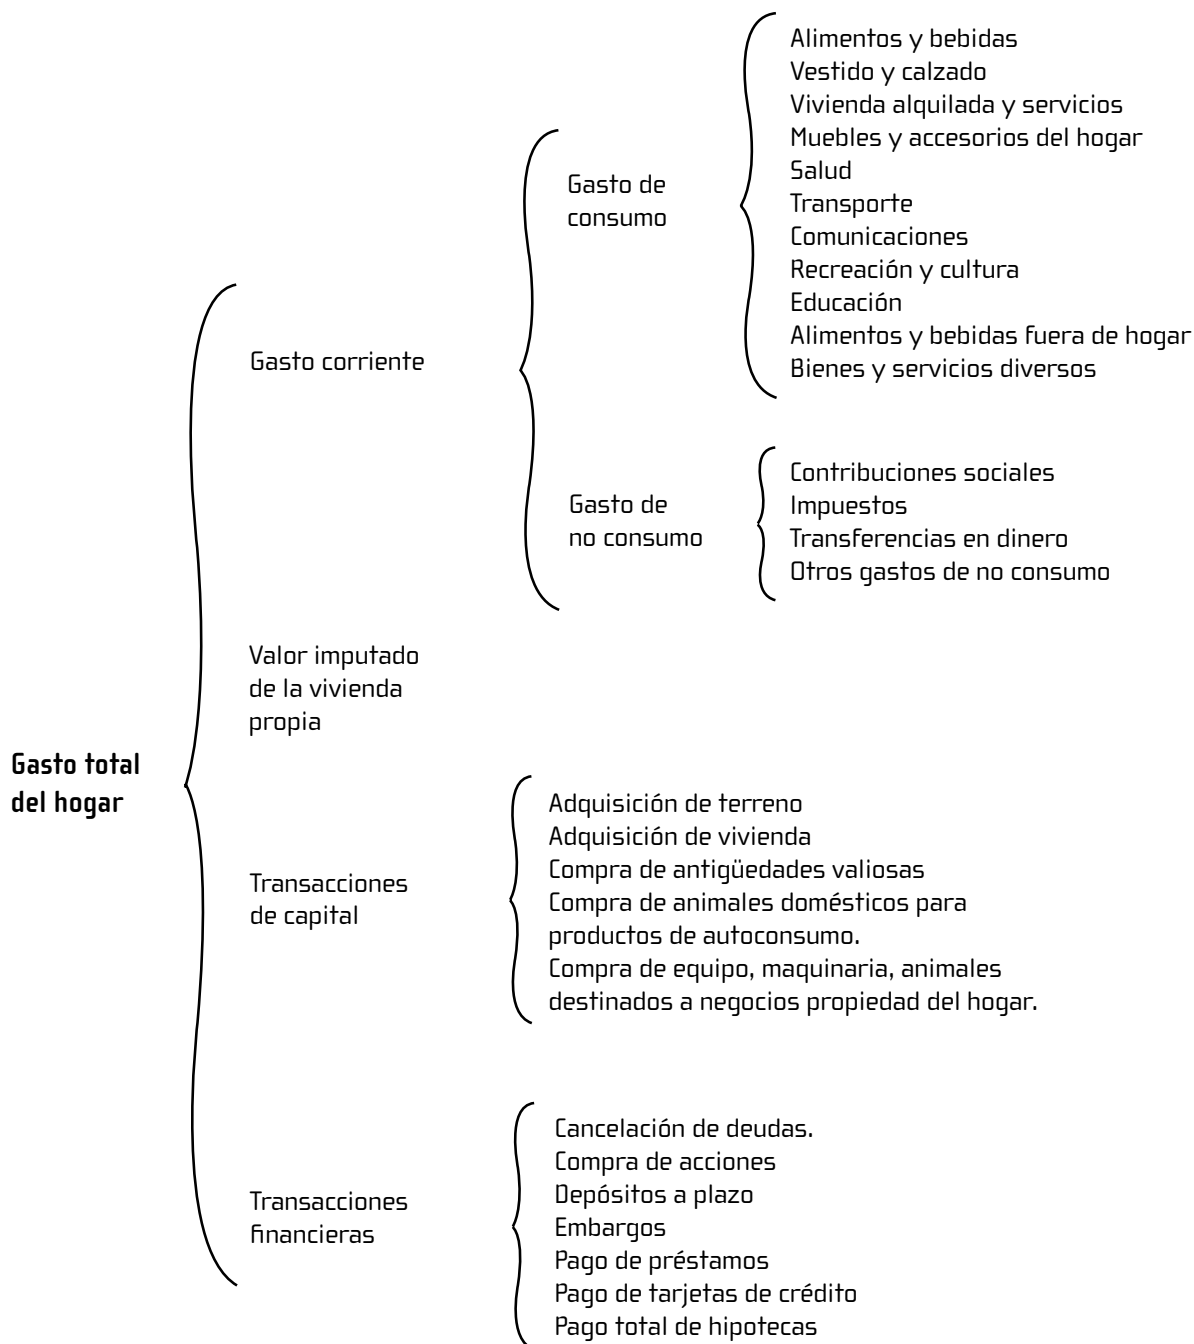 Gasto total
del hogar
Gasto corriente
Gasto de
consumo
Alimentos y bebidas
Vestido y calzado
Vivienda alquilada y servicios
Muebles y accesorios del hogar
Salud
Transporte
Comunicaciones
Recreación y cultura
Educación
Alimentos y bebidas fuera de hogar
Bienes y servicios diversos
Gasto de
no consumo
Contribuciones sociales
Impuestos
Transferencias en dinero
Otros gastos de no consumo
Valor imputado
de la vivienda
propia
Transacciones
de capital
Adquisición de terreno
Adquisición de vivienda
Compra de antigüedades valiosas
Compra de animales domésticos para
productos de autoconsumo.
Compra de equipo, maquinaria, animales
destinados a negocios propiedad del hogar.
Transacciones
financieras
Cancelación de deudas.
Compra de acciones
Depósitos a plazo
Embargos
Pago de préstamos
Pago de tarjetas de crédito
Pago total de hipotecas